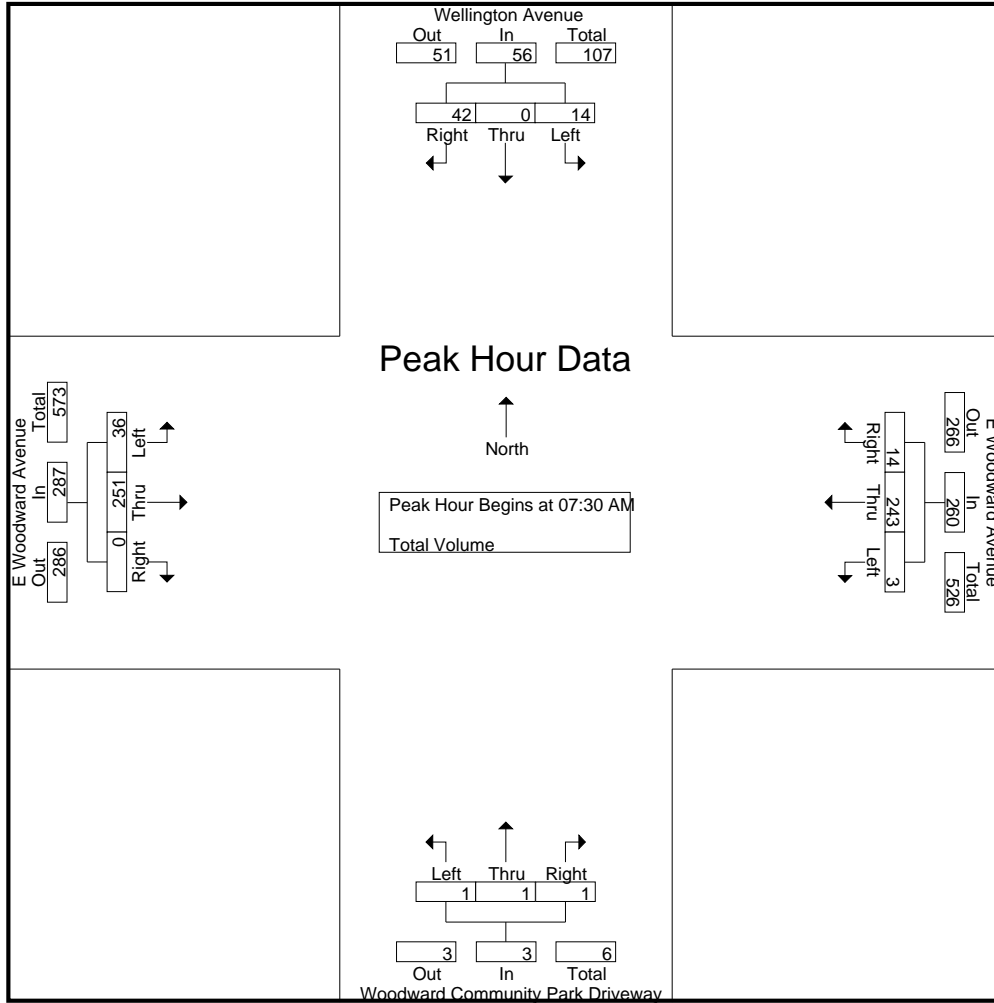 Wellington Avenue
Out In Total
51 56 107
42 0 14
Right Thru Left
Peak Hour Data
North
Peak Hour Begins at 07:30 AM
Total Volume
E Woodward Avenue
Out In Total
286 287 573
Right Thru Left
0 251 36
E Woodward Avenue
Out In Total
266 260 526
14 243 3
Right Thru Left
Left Thru Right
1 1 1
3 3 6
Out In Total
Woodward Community Park Driveway